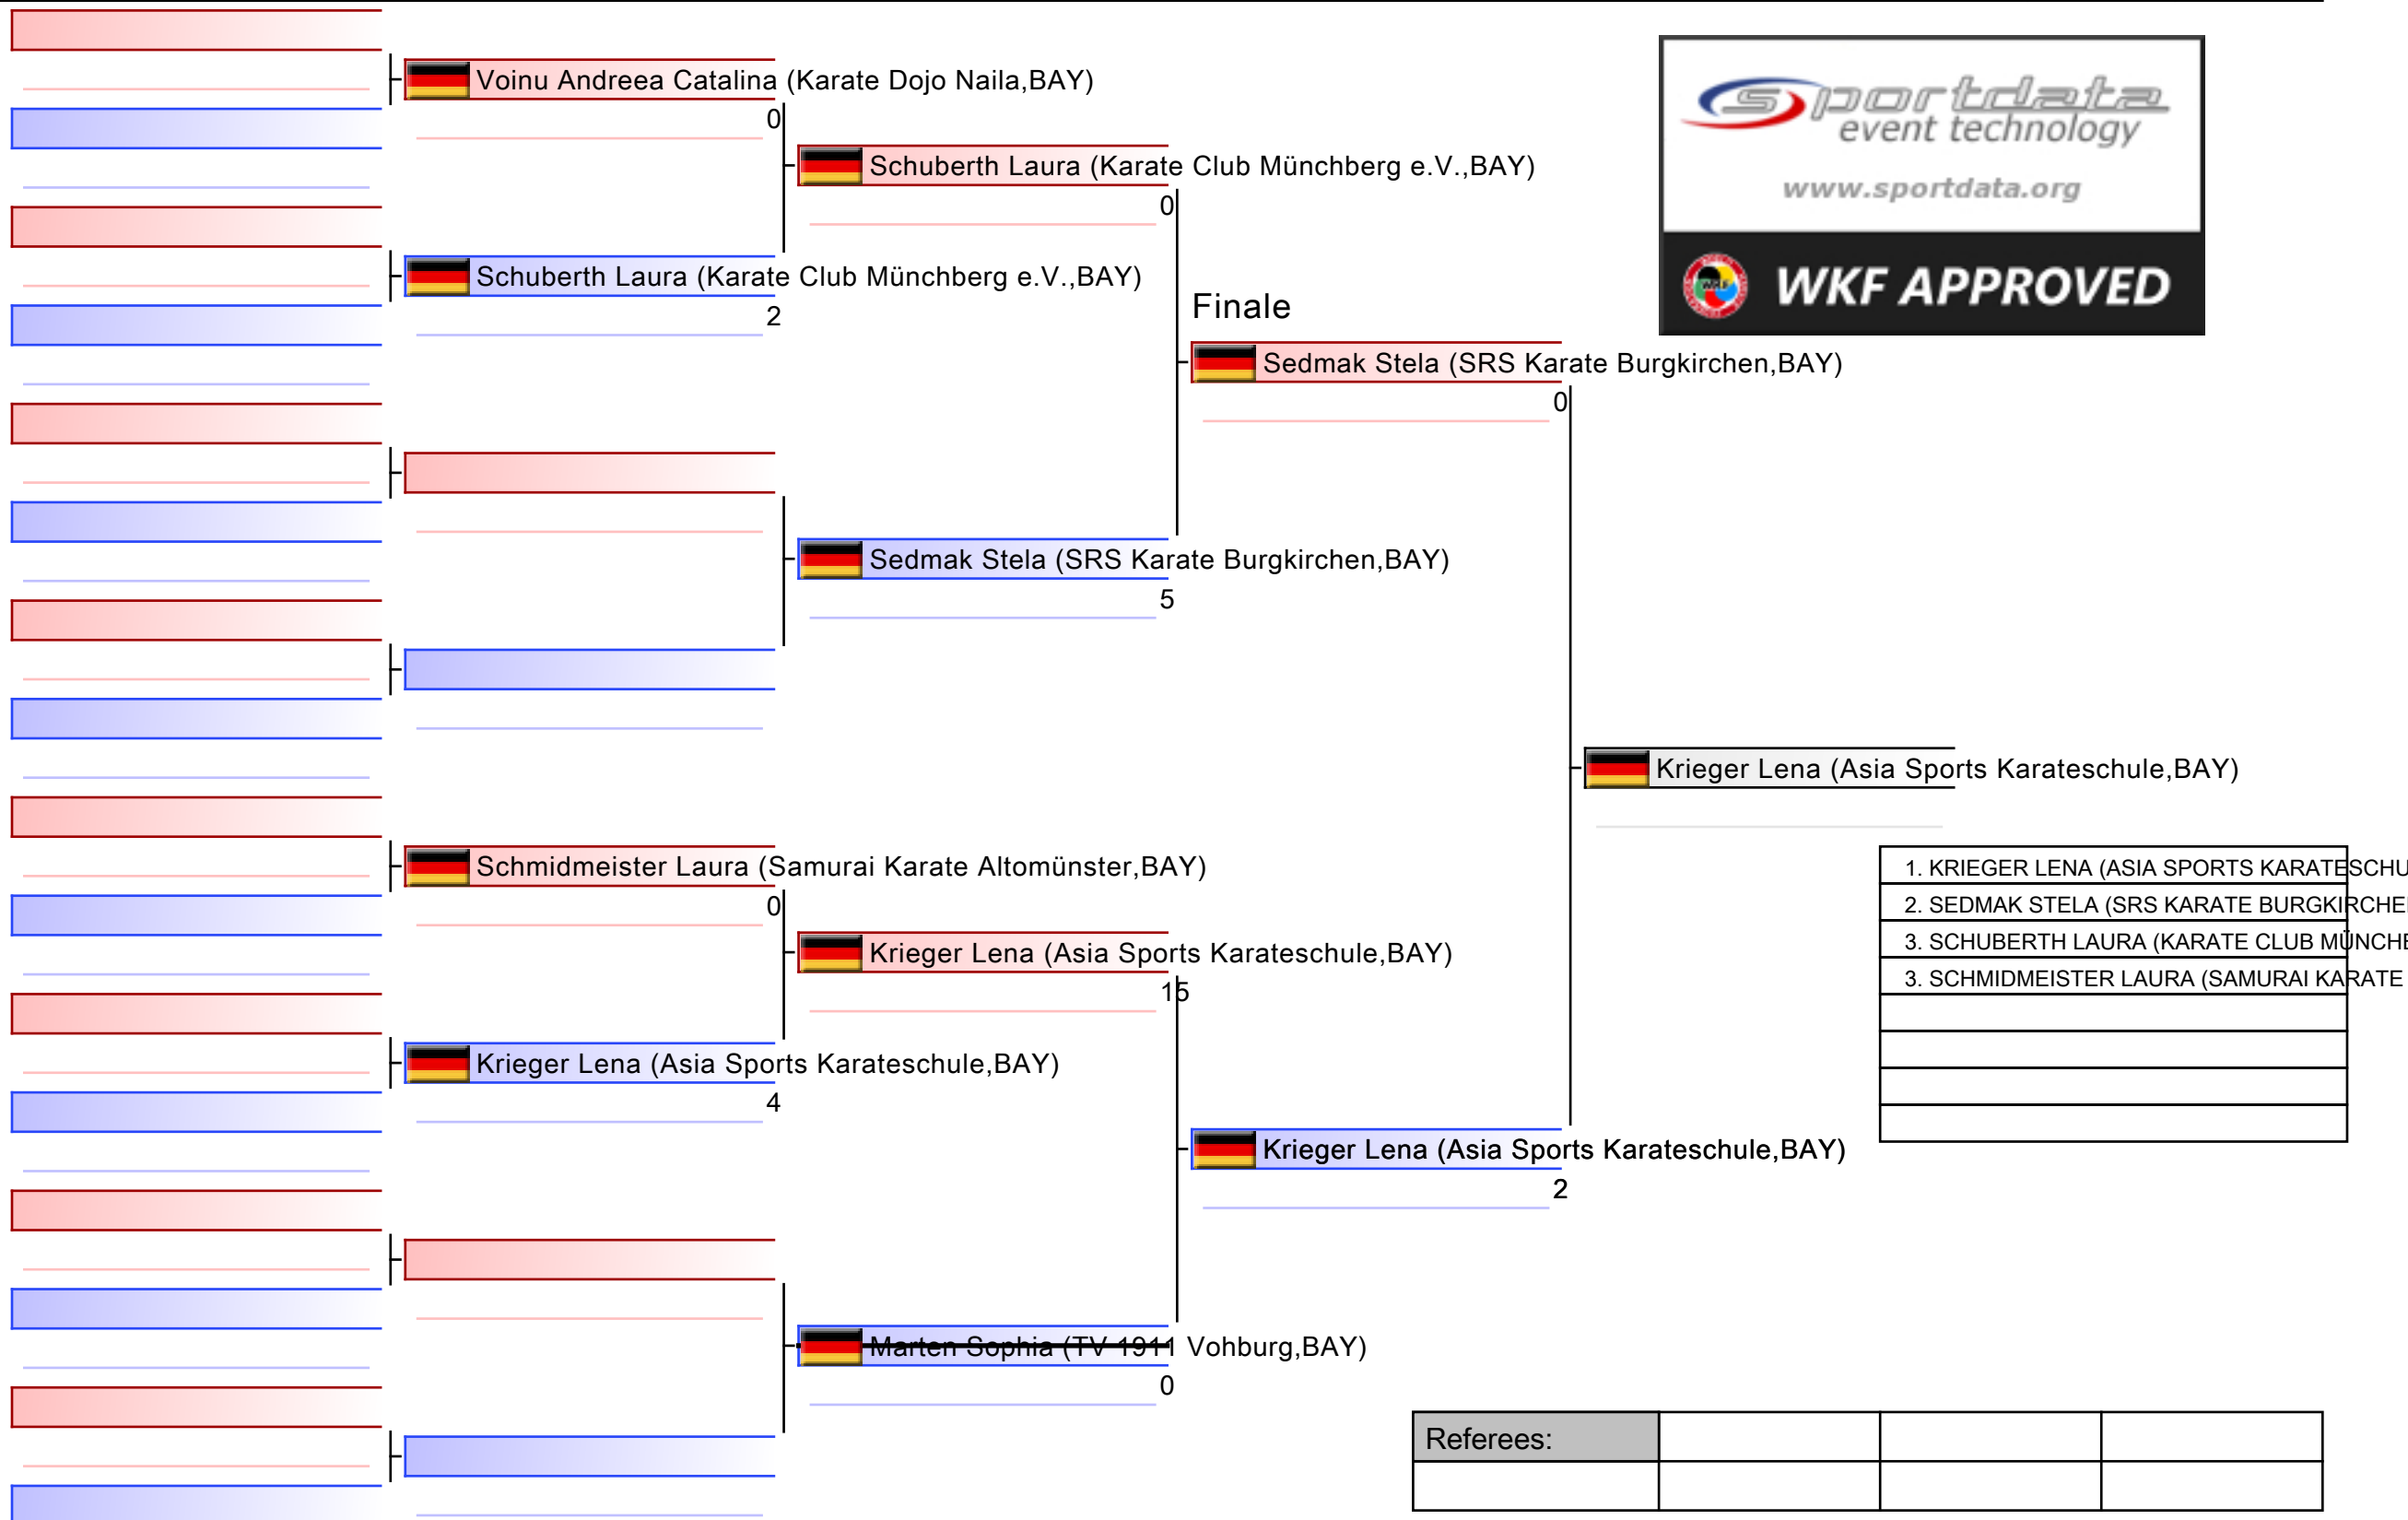 Voinu Andreea Catalina (Karate Dojo Naila,BAY)
0
Schuberth Laura (Karate Club Münchberg e.V.,BAY)
0
Schuberth Laura (Karate Club Münchberg e.V.,BAY)
2
sportdata
event technology
www.sportdata.org
WKF APPROVED
Finale
Sedmak Stela (SRS Karate Burgkirchen,BAY)
0
Sedmak Stela (SRS Karate Burgkirchen,BAY)
5
Krieger Lena (Asia Sports Karateschule,BAY)
Schmidmeister Laura (Samurai Karate Altomünster,BAY)
0
Krieger Lena (Asia Sports Karateschule,BAY)
15
Krieger Lena (Asia Sports Karateschule,BAY)
4
1. KRIEGER LENA (ASIA SPORTS KARATESCHU
2. SEDMAK STELA (SRS KARATE BURGKIRCHE
3. SCHUBERTH LAURA (KARATE CLUB MÜNCHB
3. SCHMIDMEISTER LAURA (SAMURAI KARATE
Krieger Lena (Asia Sports Karateschule,BAY)
2
Marten Sophia (TV 1911 Vohburg,BAY)
0
Referees: